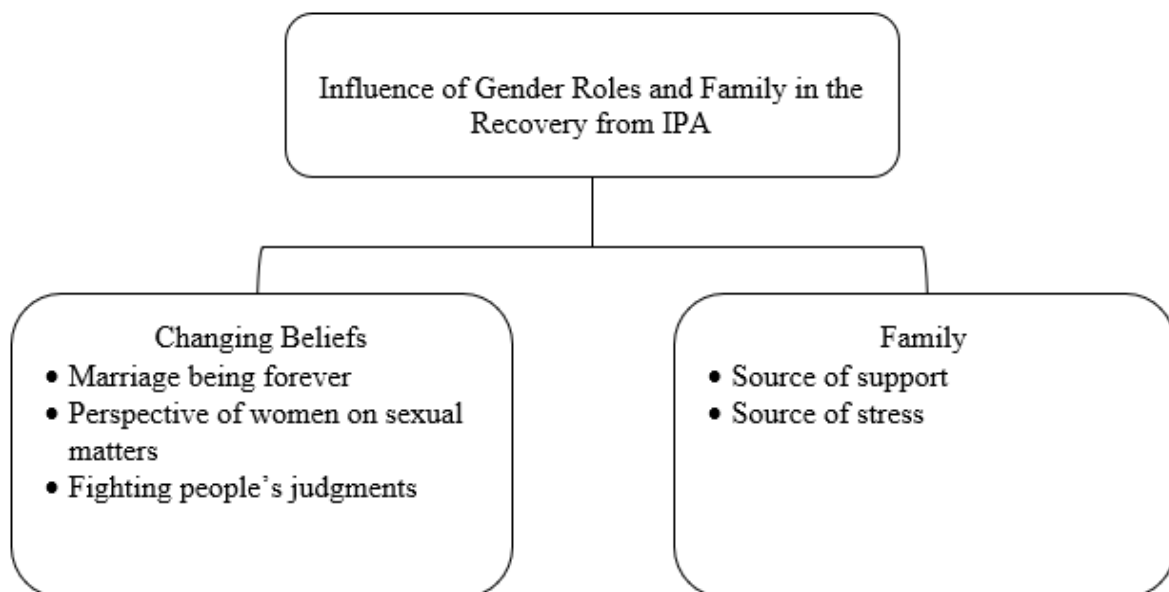 Influence of Gender Roles and Family in the
Recovery from IPA
Changing Beliefs
• Marriage being forever
• Perspective of women on sexual
matters
• Fighting people’s judgments
Family
• Source of support
• Source of stress